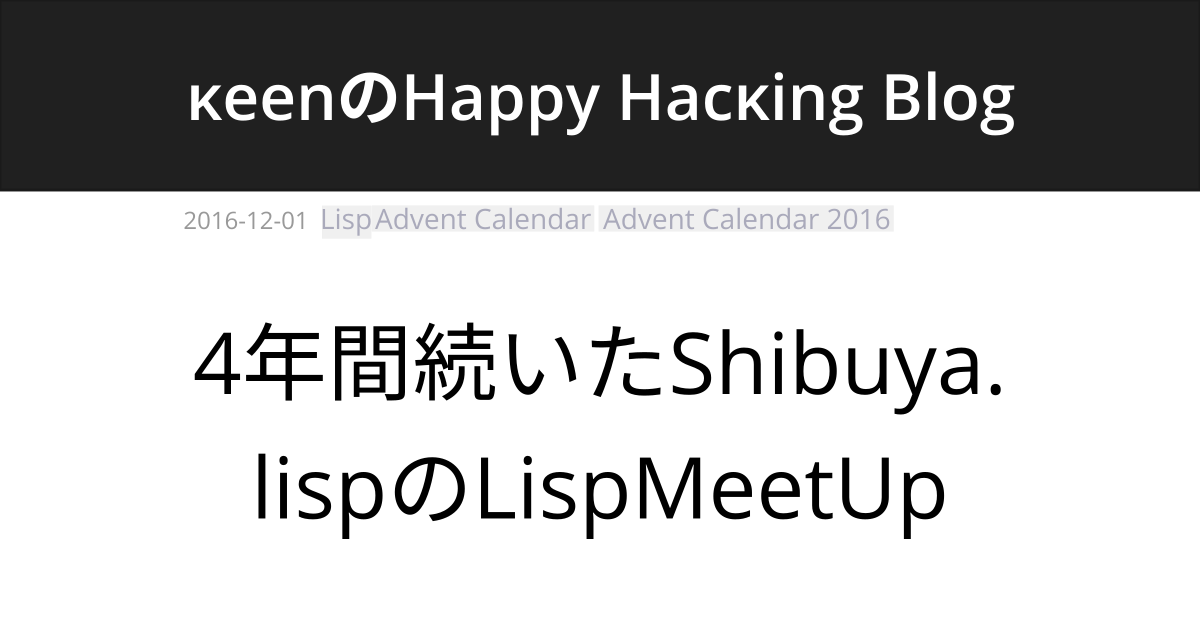 κeenのHappy Hacκing Blog
2016-12-01 Lisp Advent Calendar Advent Calendar 2016
4年間続いたShibuya.
lispのLispMeetUp